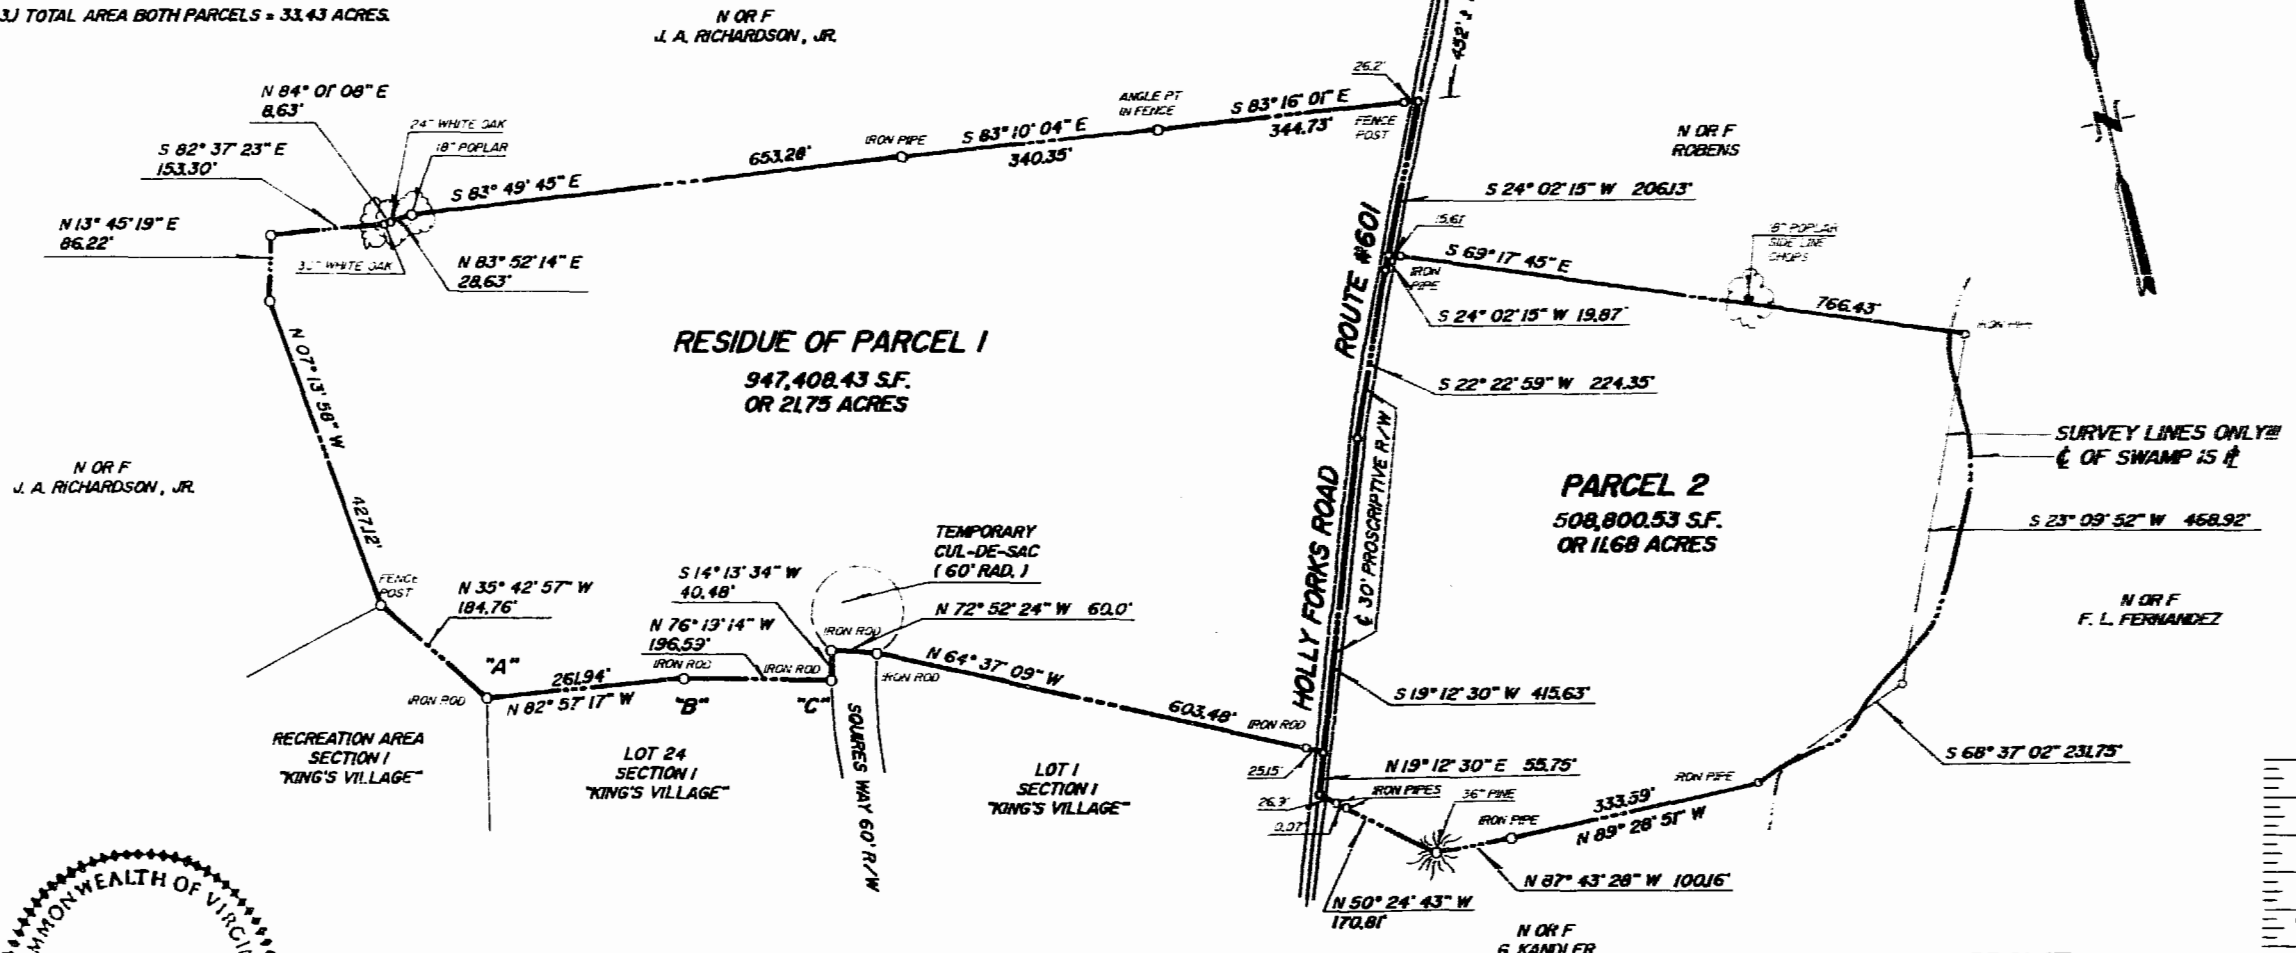 3.) TOTAL AREA BOTH PARCELS = 33.43 ACRES.
N OR F
J. A. RICHARDSON, JR.
N 84° 01' 08" E
8.63'
24" WHITE OAK
18" POPLAR
S 82° 37' 23" E
153.30'
N 13° 45' 19" E
86.22'
WHITE OAK
N 83° 52' 14" E
28.63'
S 83° 49' 45" E
653.28'
IRON PIPE
S 83° 10' 04" E
340.35'
ANGLE PT
IN FENCE
S 83° 16' 01" E
344.73'
26.2'
FENCE
POST
452'
N OR F
ROBENS
S 24° 02' 15" W 206.13'
15.61'
S 69° 17' 45" E
IRON
PIPE
POPLAR
SIDE LINE
CHOPS
766.43'
IRON PIPE
S 24° 02' 15" W 19.87'
S 22° 22' 59" W 224.35'
ROUTE #601
HOLLY FORKS ROAD
℄ 30' PROSCRIPTIVE R/W
RESIDUE OF PARCEL 1
947,408.43 S.F.
OR 21.75 ACRES
PARCEL 2
508,800.53 S.F.
OR 11.68 ACRES
SURVEY LINES ONLY!!!
℄ OF SWAMP IS ⅊
S 23° 09' 52" W 468.92'
N OR F
F. L. FERNANDEZ
N 07° 13' 58" W
427.12'
N OR F
J. A. RICHARDSON, JR.
FENCE
POST
N 35° 42' 57" W
184.76'
"A"
IRON ROD
261.94'
N 82° 57' 17" W
"B"
IRON ROD
N 76° 19' 14" W
196.59'
IRON ROD
"C"
S 14° 13' 34" W
40.48'
TEMPORARY
CUL-DE-SAC
( 60' RAD. )
IRON ROD
N 72° 52' 24" W 60.0'
IRON ROD
N 64° 37' 09" W
603.48'
IRON ROD
S 19° 12' 30" W 415.63'
SQUIRES WAY 60' R/W
RECREATION AREA
SECTION 1
"KING'S VILLAGE"
LOT 24
SECTION 1
"KING'S VILLAGE"
LOT 1
SECTION 1
"KING'S VILLAGE"
25.15'
N 19° 12' 30" E 55.75'
IRON PIPES
26.9'
36" PINE
IRON PIPE
333.59'
N 89° 28' 51" W
IRON PIPE
S 68° 37' 02" 231.75'
N 87° 43' 28" W 100.16'
N 50° 24' 43" W
170.81'
N OR F
G. KANDLER
COMMONWEALTH OF VIRGINIA
N